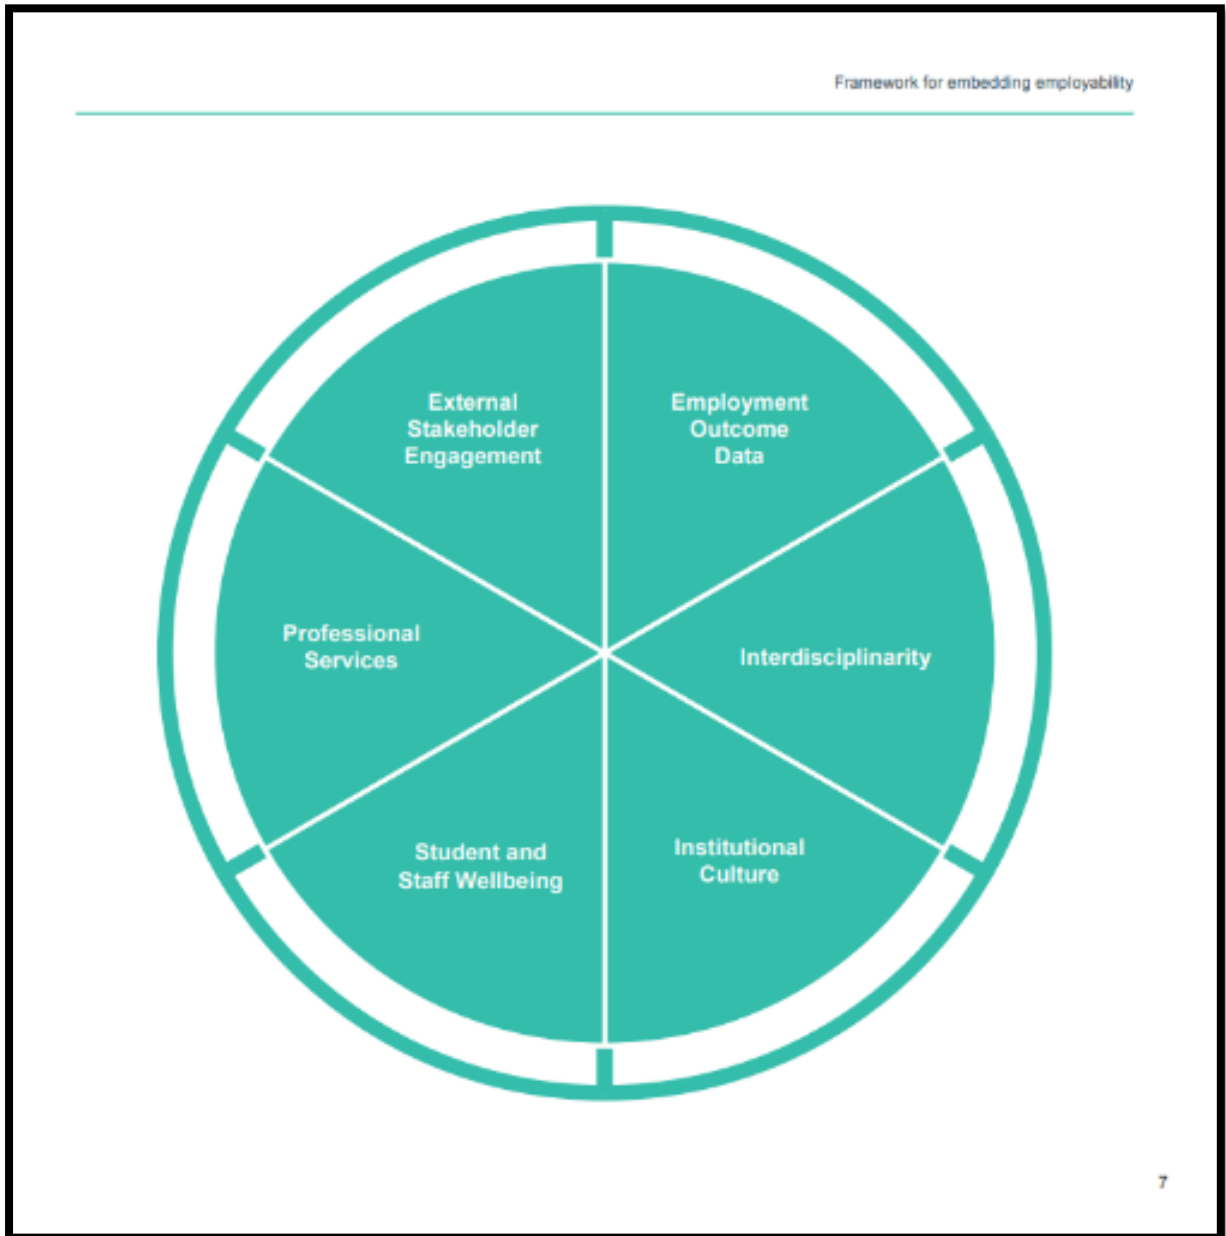 Framework for embedding employability
External
Stakeholder
Engagement
Employment
Outcome
Data
Professional
Services
Interdisciplinarity
Student and
Staff Wellbeing
Institutional
Culture
7